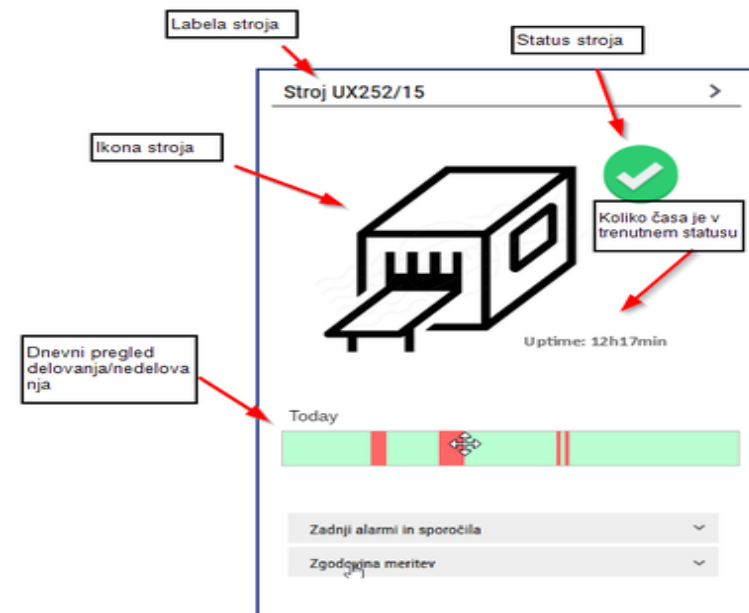 Labela stroja
Status stroja
Stroj UX252/15
Ikona stroja
Koliko časa je v
trenutnem statusu
Uptime: 12h17min
Dnevni pregled
delovanja/nedelova
nja
Today
Zadnji alarmi in sporočila
Zgodovina meritev